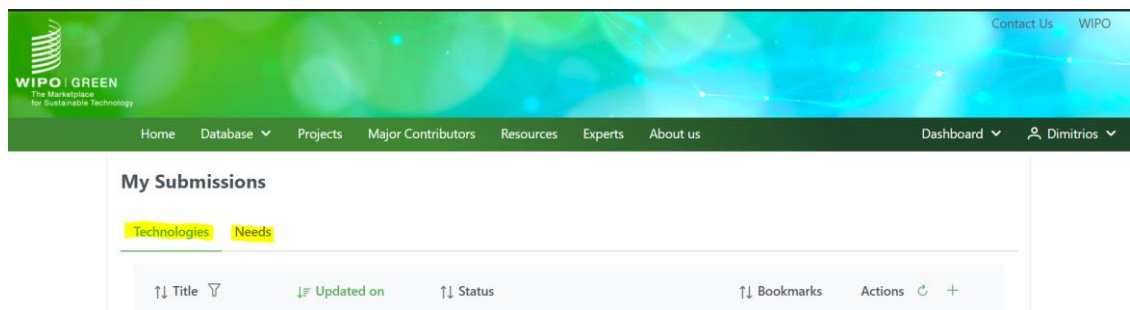 Contact Us WIPO
WIPO | GREEN
The Marketplace
for Sustainable Technology
Home Database Projects Major Contributors Resources Experts About us Dashboard Dimitrios
My Submissions
Technologies Needs
Title Updated on Status Bookmarks Actions